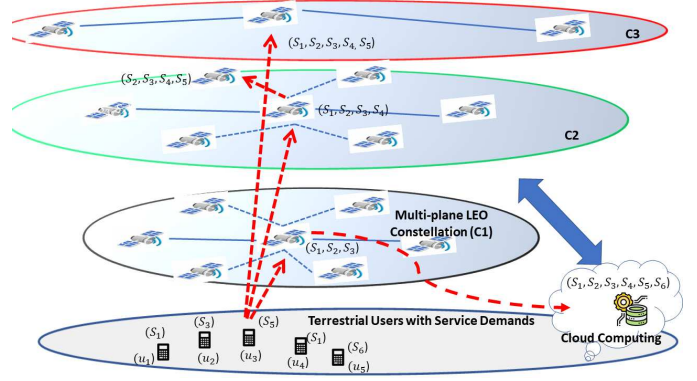 C3
(S₁, S₂, S₃, S₄, S₅)
(S₂, S₃, S₄, S₅)
(S₁, S₂, S₃, S₄)
C2
Multi-plane LEO
Constellation (C1)
(S₁, S₂, S₃)
(S₁, S₂, S₃, S₄, S₅, S₆)
Cloud Computing
Terrestrial Users with Service Demands
(S₁) (S₃) (S₅) (S₁) (S₆)
(u₁) (u₂) (u₃) (u₄) (u₅)